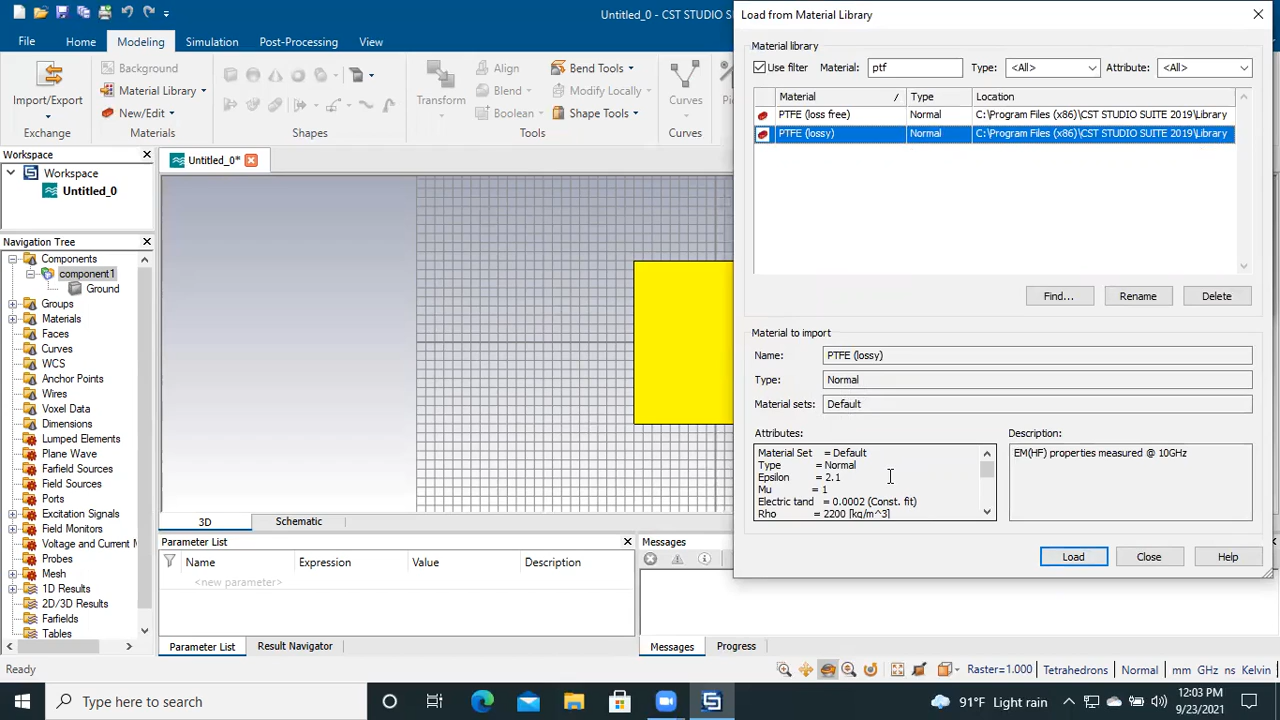 Untitled_0 - CST STUDIO S
Load from Material Library
File
Home
Modeling
Simulation
Post-Processing
View
Material library
Use filter
Material:
ptf
Type:
<All>
Attribute:
<All>
Import/Export
Background
Material Library
New/Edit
Transform
Align
Blend
Boolean
Bend Tools
Modify Locally
Shape Tools
Curves
Exchange
Materials
Shapes
Tools
Curves
Material
Type
Location
PTFE (loss free)
Normal
C:\Program Files (x86)\CST STUDIO SUITE 2019\Library
PTFE (lossy)
Normal
C:\Program Files (x86)\CST STUDIO SUITE 2019\Library
Workspace
Untitled_0*
Workspace
Untitled_0
Navigation Tree
Components
component1
Ground
Groups
Materials
Faces
Curves
WCS
Anchor Points
Wires
Voxel Data
Dimensions
Lumped Elements
Plane Wave
Farfield Sources
Field Sources
Ports
Excitation Signals
Field Monitors
Voltage and Current M
Probes
Mesh
1D Results
2D/3D Results
Farfields
Tables
Find...
Rename
Delete
Material to import
Name:
PTFE (lossy)
Type:
Normal
Material sets:
Default
Attributes:
Description:
Material Set = Default
Type = Normal
Epsilon = 2.1
Mu = 1
Electric tand = 0.0002 (Const. fit)
Rho = 2200 [kg/m^3]
EM(HF) properties measured @ 10GHz
Load
Close
Help
3D
Schematic
Parameter List
Name
Expression
Value
Description
<new parameter>
Parameter List
Result Navigator
Messages
Messages
Progress
Ready
Raster=1.000
Tetrahedrons
Normal
mm GHz ns Kelvin
Type here to search
91°F Light rain
12:03 PM
9/23/2021